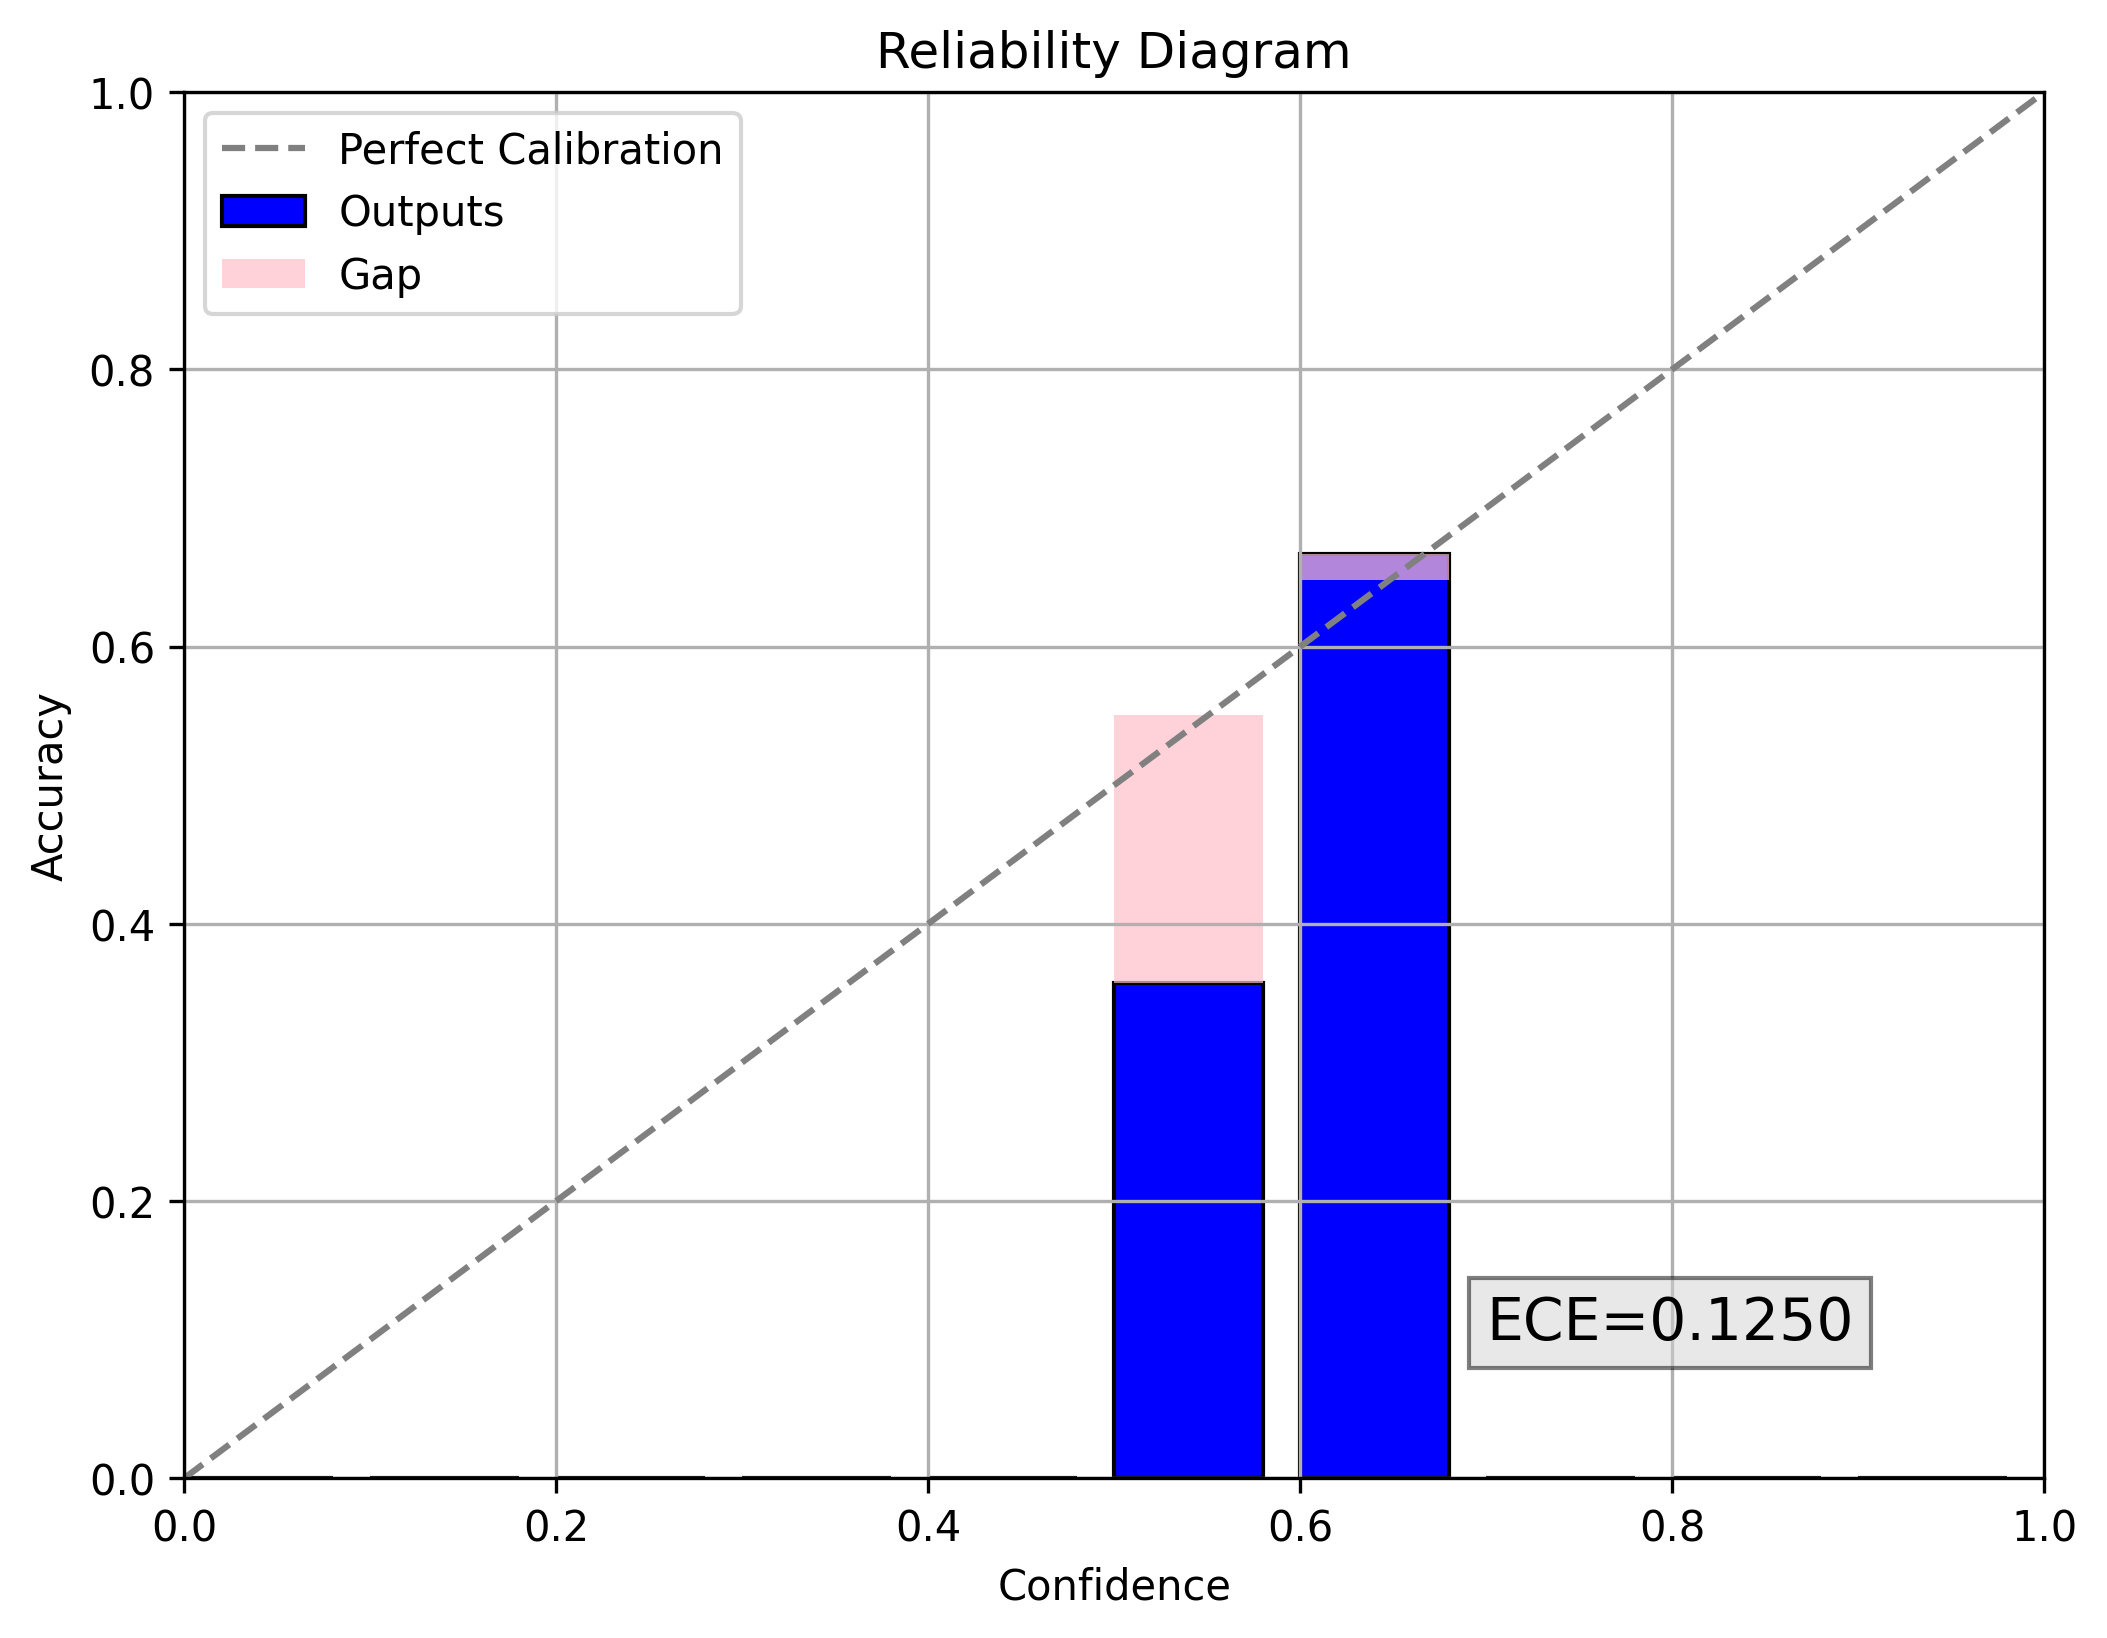 Reliability Diagram
1.0
Perfect Calibration
Outputs
Gap
0.8
0.6
Accuracy
0.4
0.2
ECE=0.1250
0.0
0.0 0.2 0.4 0.6 0.8 1.0
Confidence